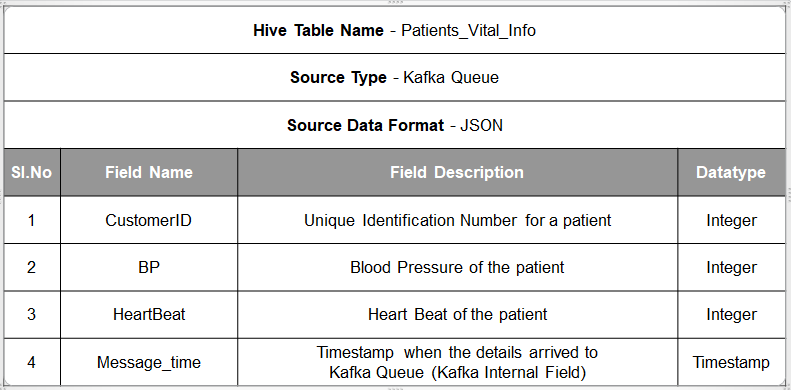 Hive Table Name - Patients_Vital_Info
Source Type - Kafka Queue
Source Data Format - JSON
Sl.No Field Name Field Description Datatype
1 CustomerID Unique Identification Number for a patient Integer
2 BP Blood Pressure of the patient Integer
3 HeartBeat Heart Beat of the patient Integer
4 Message_time Timestamp when the details arrived to
Kafka Queue (Kafka Internal Field) Timestamp